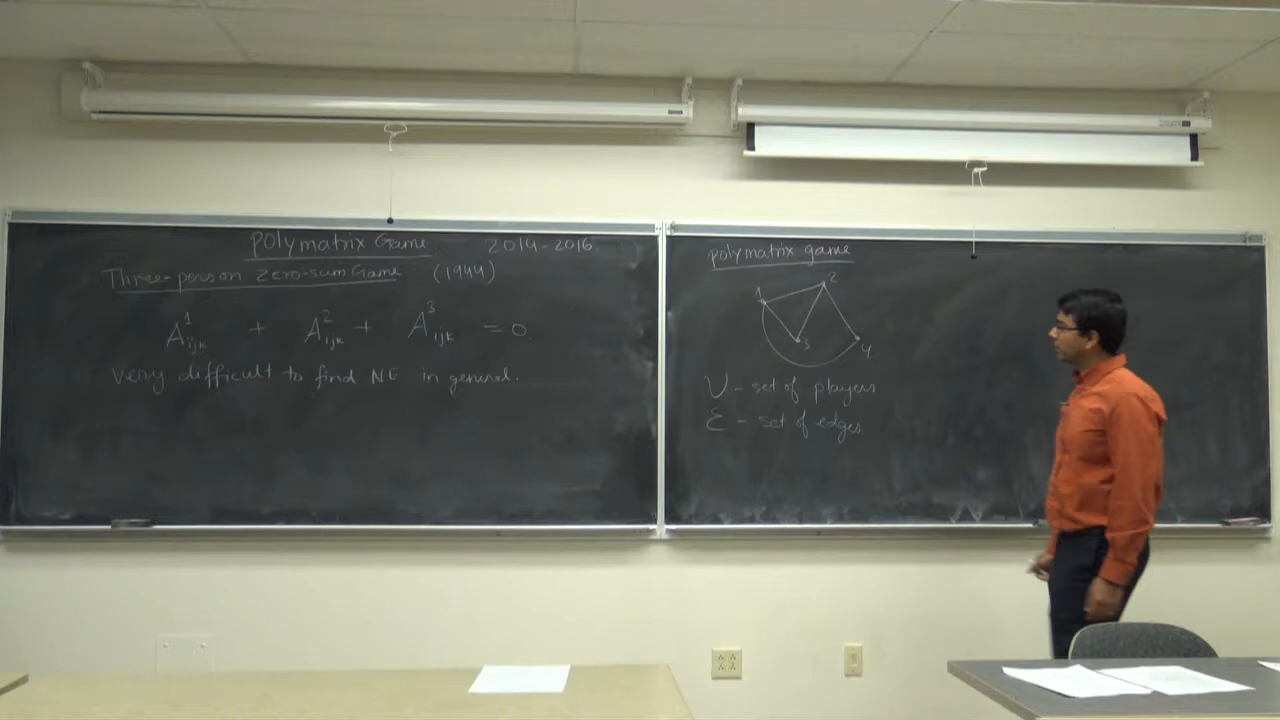 Polymatrix Game 2014-2016
Three-person Zero-sum Game (1944)
A¹ijk + A²ijk + A³ijk = 0.
Very difficult to find NE in general.
polymatrix game
1 2
3 4
V - set of players
E - set of edges.